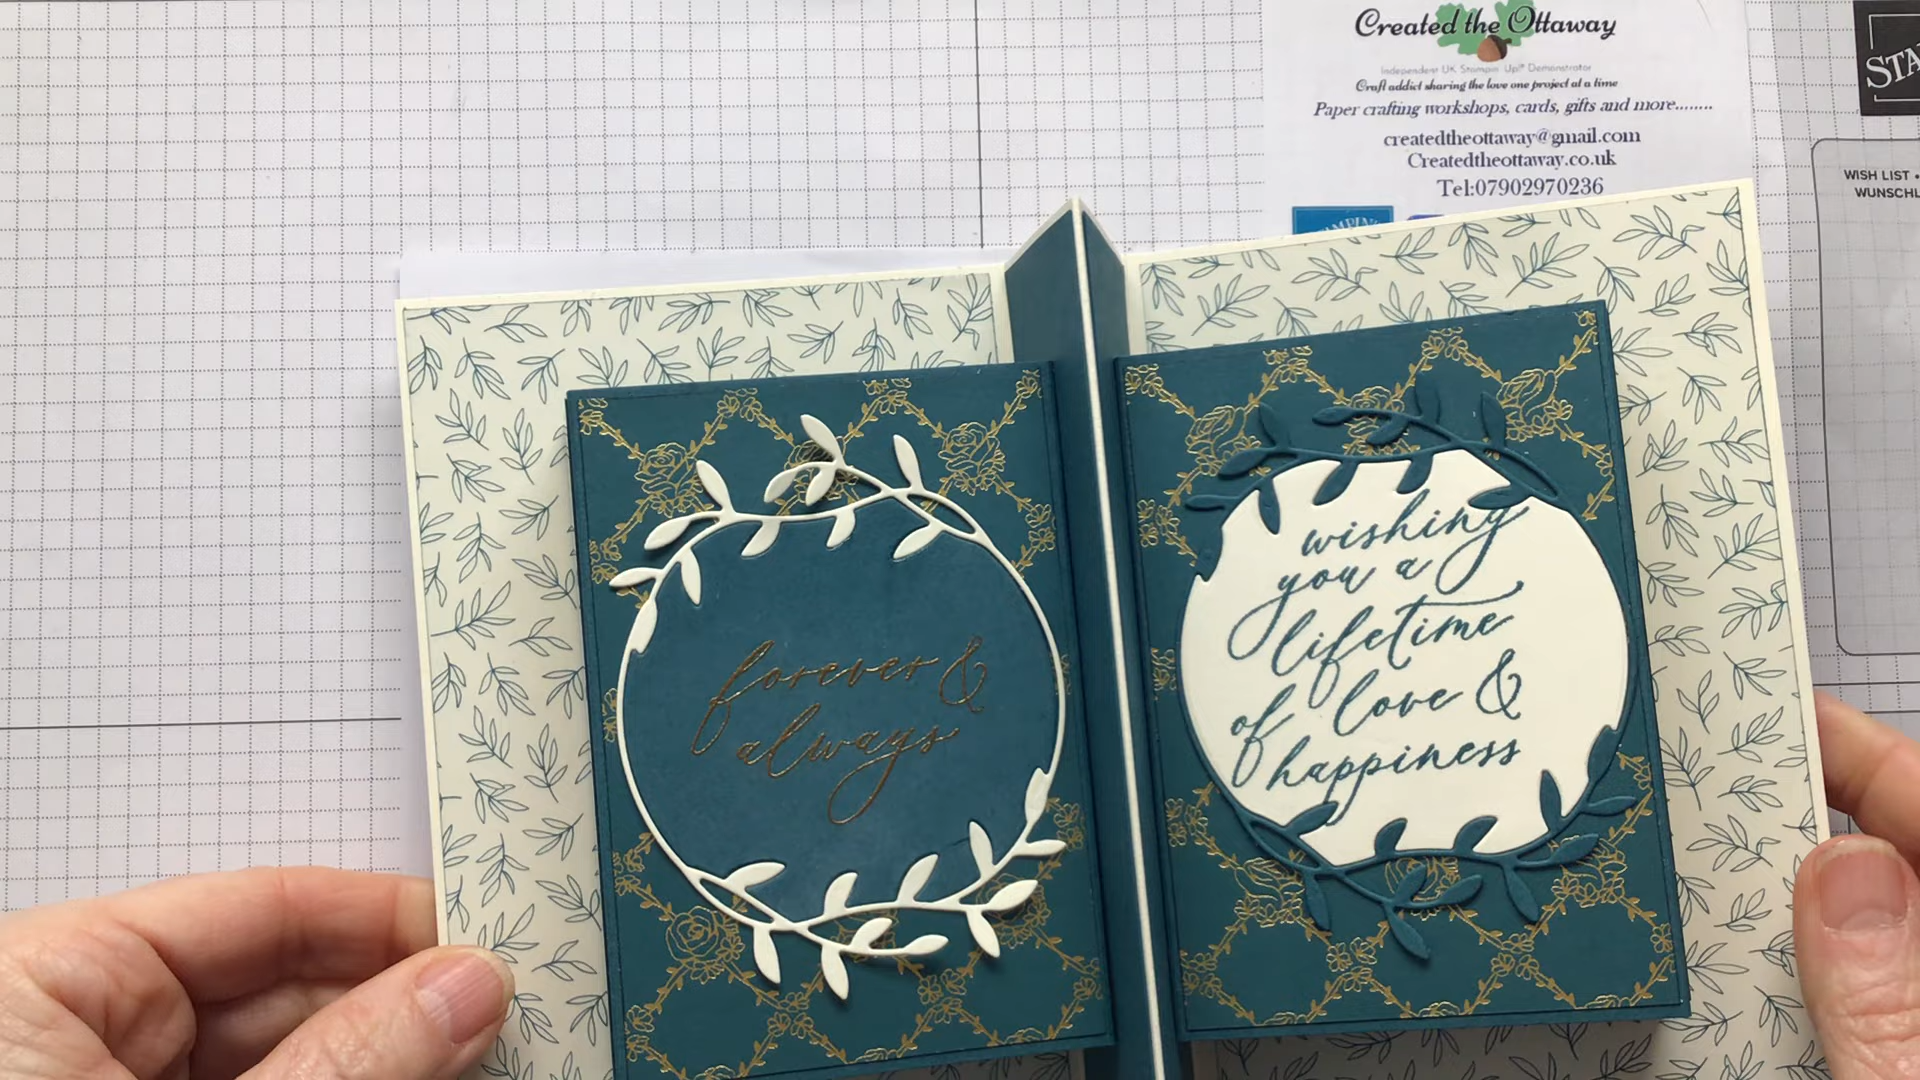 Created the Ottaway
Independent UK Stampin' Up!® Demonstrator
Craft addict sharing the love one project at a time
Paper crafting workshops, cards, gifts and more........
createdtheottaway@gmail.com
Createdtheottaway.co.uk
Tel:07902970236
WISH LIST •
forever &
always
wishing
you a
lifetime
of love &
happiness